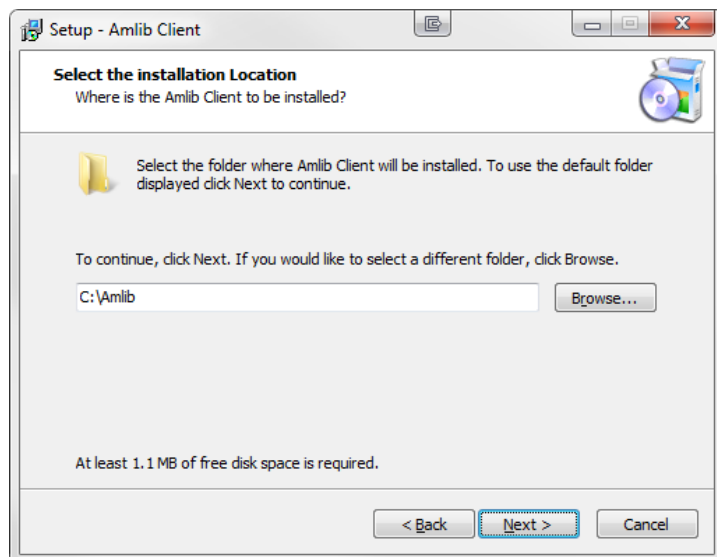 Setup - Amlib Client
Select the installation Location
Where is the Amlib Client to be installed?
Select the folder where Amlib Client will be installed. To use the default folder
displayed click Next to continue.
To continue, click Next. If you would like to select a different folder, click Browse.
C:\Amlib
Browse...
At least 1.1 MB of free disk space is required.
< Back
Next >
Cancel